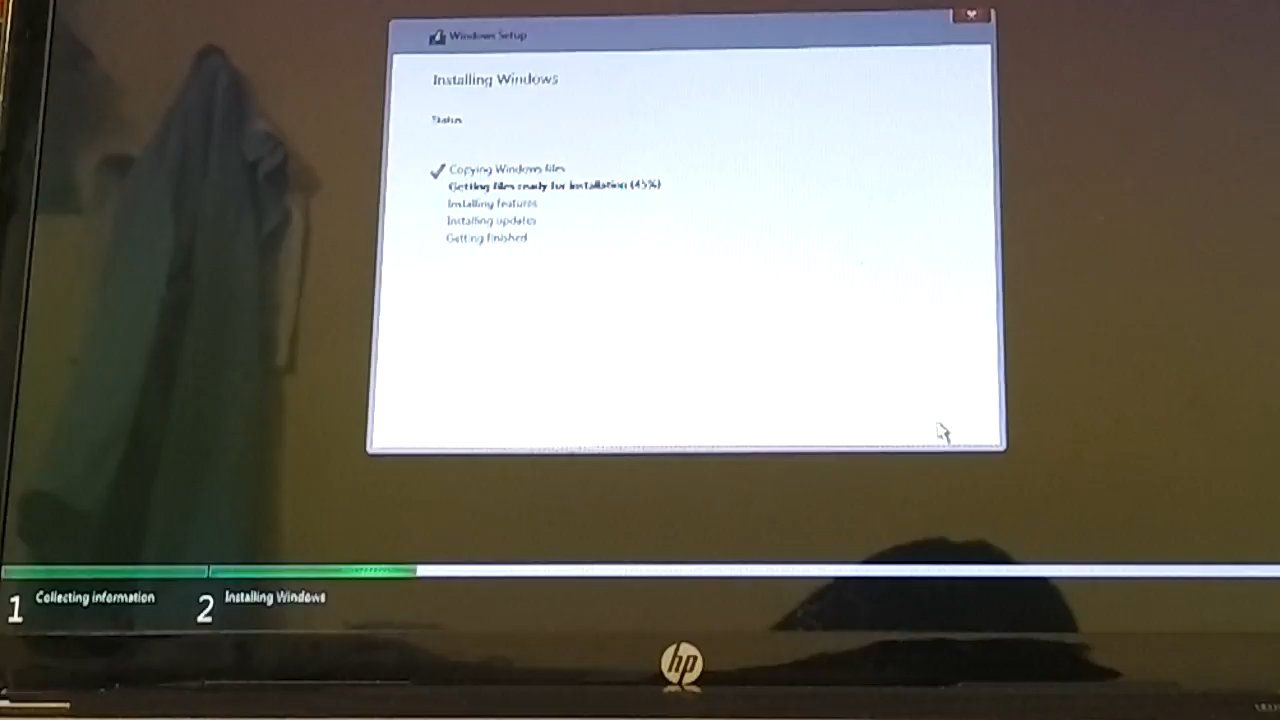 Windows Setup
Installing Windows
Status
Copying Windows files
Getting files ready for installation (45%)
Installing features
Installing updates
Getting finished
1 Collecting information
2 Installing Windows
hp